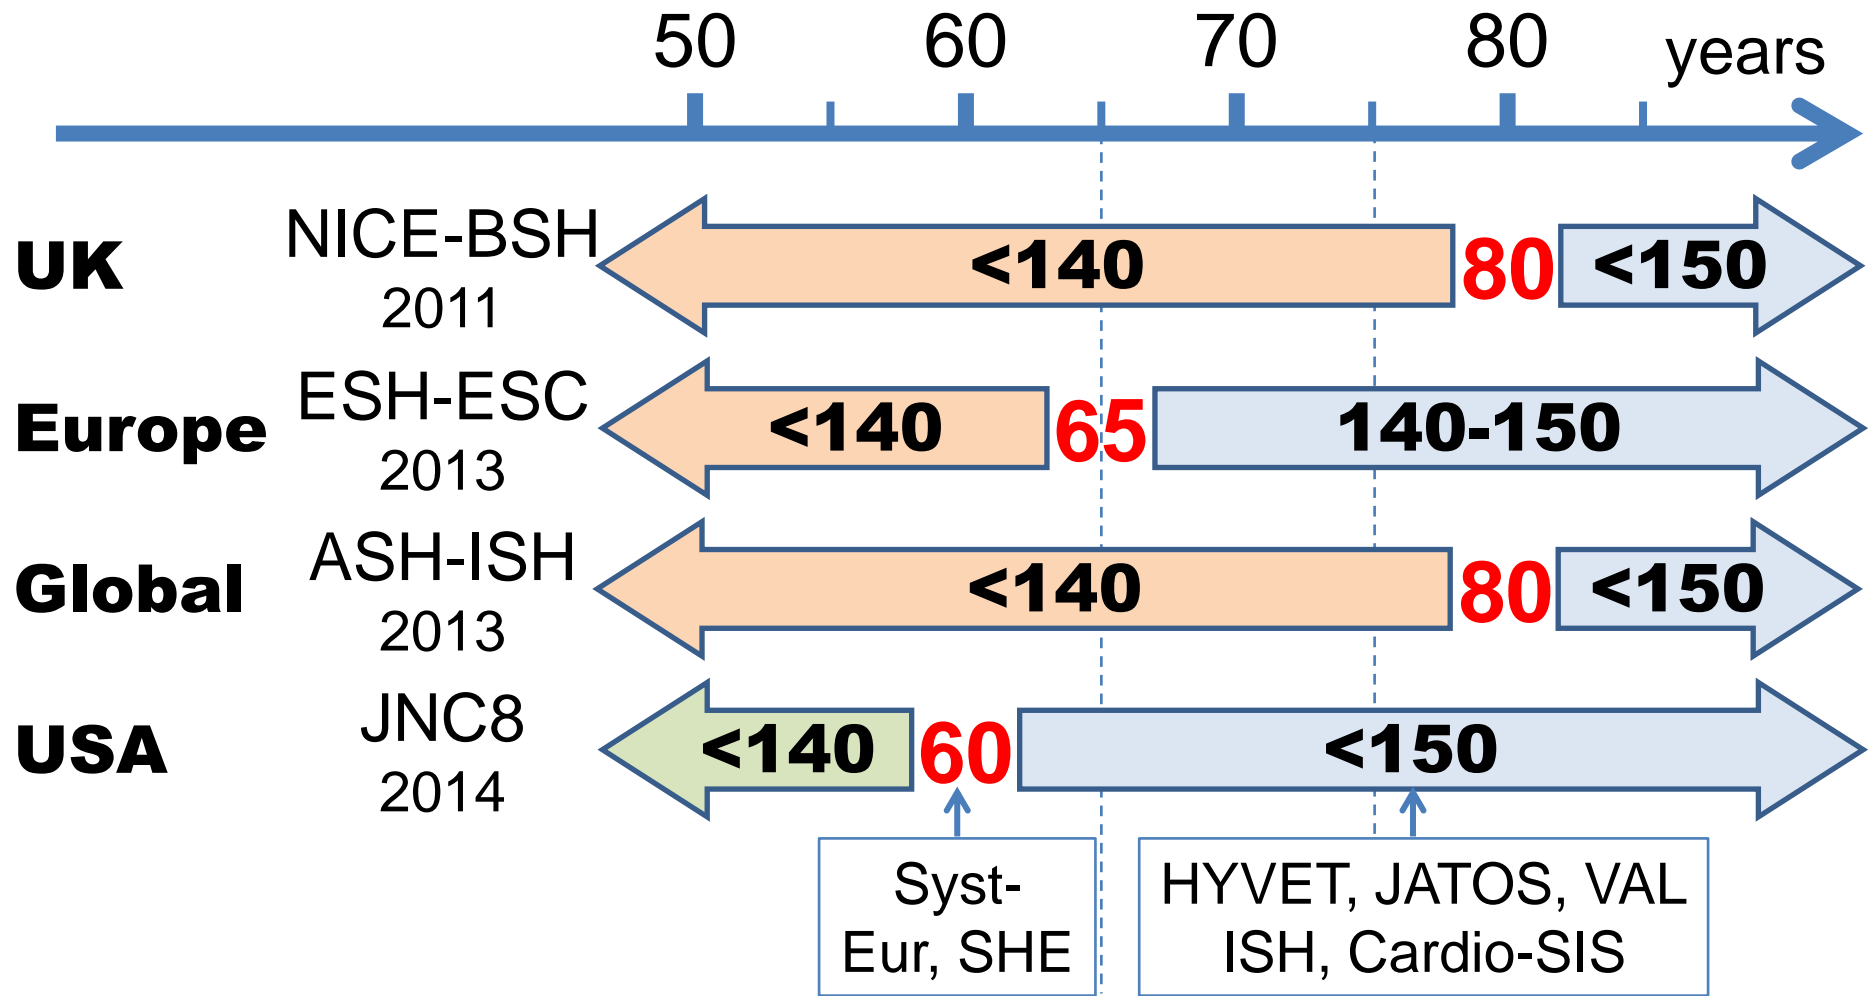 50 60 70 80 years
UK NICE-BSH 2011 <140 80 <150
Europe ESH-ESC 2013 <140 65 140-150
Global ASH-ISH 2013 <140 80 <150
USA JNC8 2014 <140 60 <150
Syst-
Eur, SHE
HYVET, JATOS, VAL
ISH, Cardio-SIS